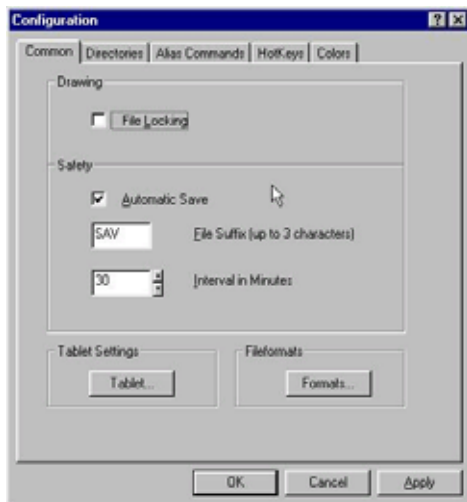 Configuration
Common Directories Alias Commands HotKeys Colors
Drawing
File Locking
Safety
Automatic Save
SAV File Suffix (up to 3 characters)
30 Interval in Minutes
Tablet Settings Fileformats
Tablet... Formats...
OK Cancel Apply